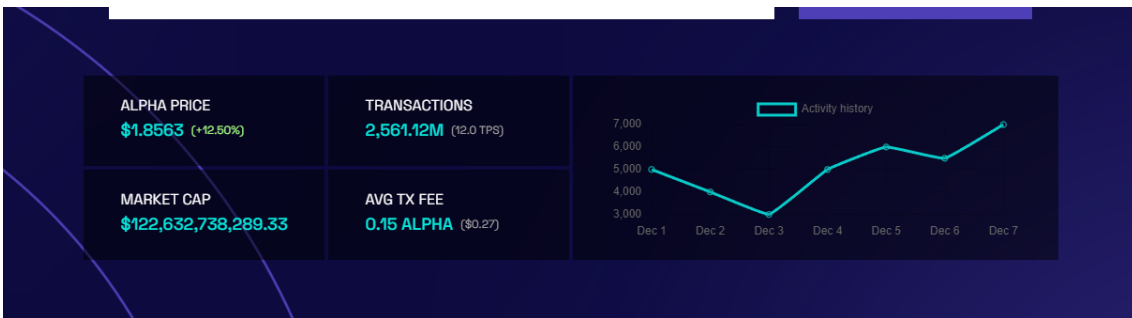 ALPHA PRICE
$1.8563 (+12.50%)
TRANSACTIONS
2,561.12M (12.0 TPS)
MARKET CAP
$122,632,738,289.33
AVG TX FEE
0.15 ALPHA ($0.27)
Activity history
7,000
6,000
5,000
4,000
3,000
Dec 1 Dec 2 Dec 3 Dec 4 Dec 5 Dec 6 Dec 7